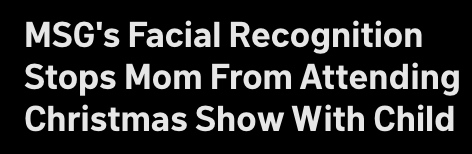 MSG's Facial Recognition
Stops Mom From Attending
Christmas Show With Child